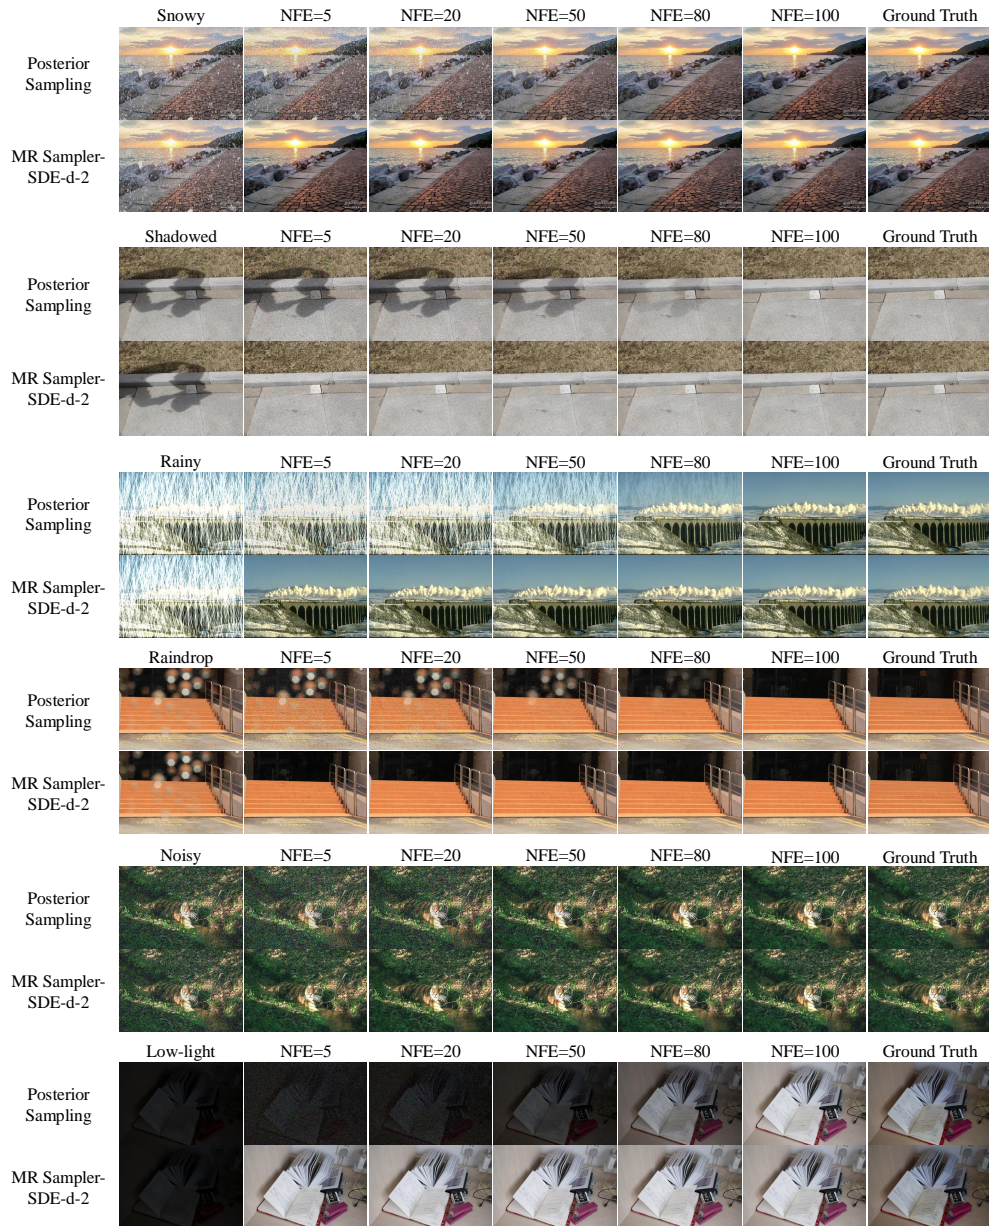 Snowy NFE=5 NFE=20 NFE=50 NFE=80 NFE=100 Ground Truth
Posterior
Sampling
MR Sampler-
SDE-d-2
Shadowed NFE=5 NFE=20 NFE=50 NFE=80 NFE=100 Ground Truth
Posterior
Sampling
MR Sampler-
SDE-d-2
Rainy NFE=5 NFE=20 NFE=50 NFE=80 NFE=100 Ground Truth
Posterior
Sampling
MR Sampler-
SDE-d-2
Raindrop NFE=5 NFE=20 NFE=50 NFE=80 NFE=100 Ground Truth
Posterior
Sampling
MR Sampler-
SDE-d-2
Noisy NFE=5 NFE=20 NFE=50 NFE=80 NFE=100 Ground Truth
Posterior
Sampling
MR Sampler-
SDE-d-2
Low-light NFE=5 NFE=20 NFE=50 NFE=80 NFE=100 Ground Truth
Posterior
Sampling
MR Sampler-
SDE-d-2